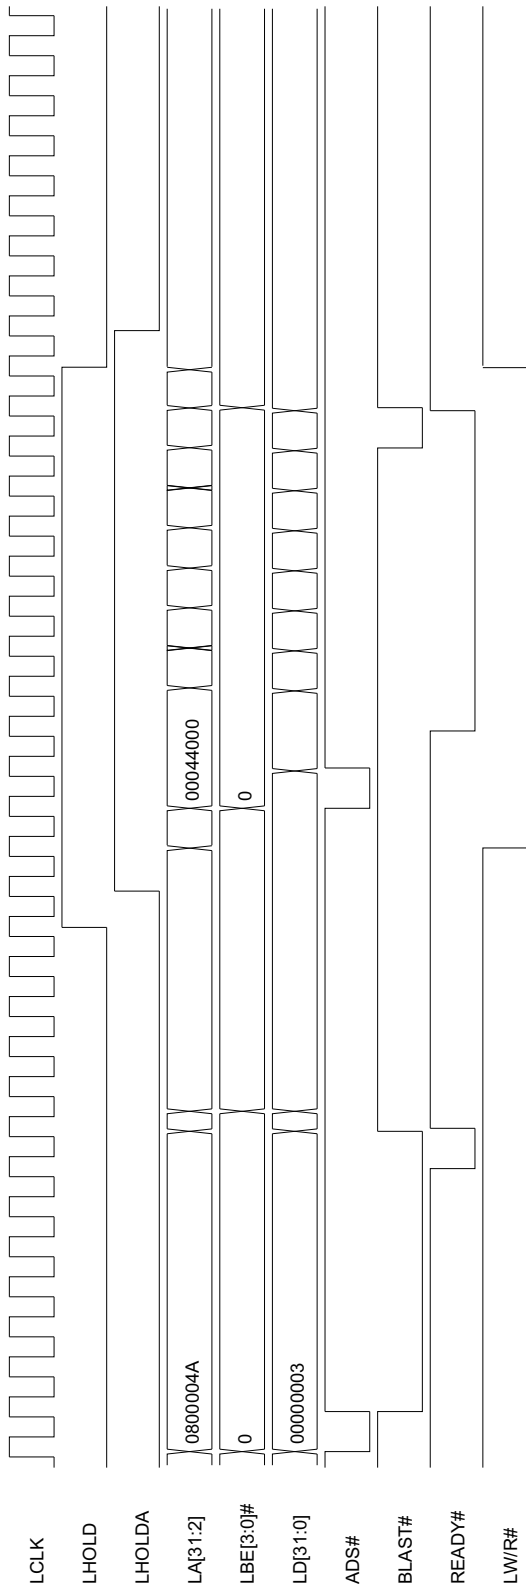 LCLK
LHOLD
LHOLDA
LA[31:2]
0800004A
00044000
LBE[3:0]#
0
0
LD[31:0]
00000003
ADS#
BLAST#
READY#
LW/R#